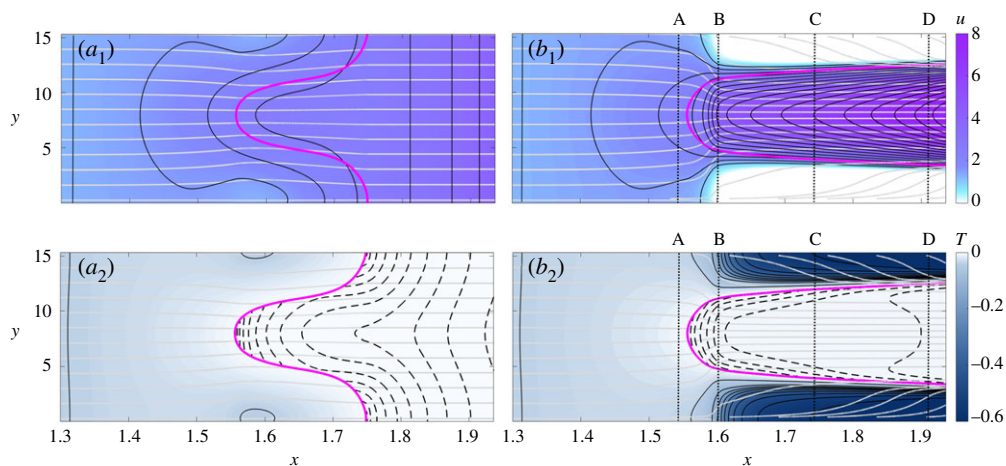 A B C D u
15 (a1) (b1) 8
10 6
y 4
5 2
0
A B C D T
15 (a2) (b2) 0
10 –0.2
y
5 –0.4
–0.6
1.3 1.4 1.5 1.6 1.7 1.8 1.9 1.3 1.4 1.5 1.6 1.7 1.8 1.9
x x